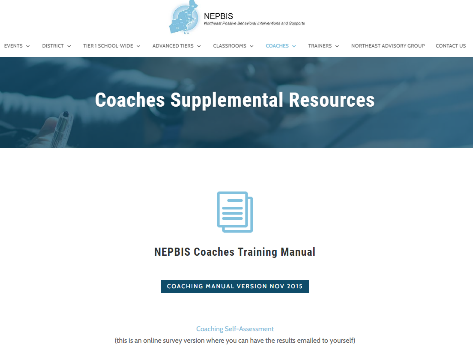 NEPBIS
Northeast Positive Behavioral Interventions and Supports
EVENTS
DISTRICT
TIER I SCHOOL-WIDE
ADVANCED TIERS
CLASSROOMS
COACHES
TRAINERS
NORTHEAST ADVISORY GROUP
CONTACT US
Coaches Supplemental Resources
NEPBIS Coaches Training Manual
COACHING MANUAL VERSION NOV 2015
Coaching Self-Assessment
(this is an online survey version where you can have the results emailed to yourself)